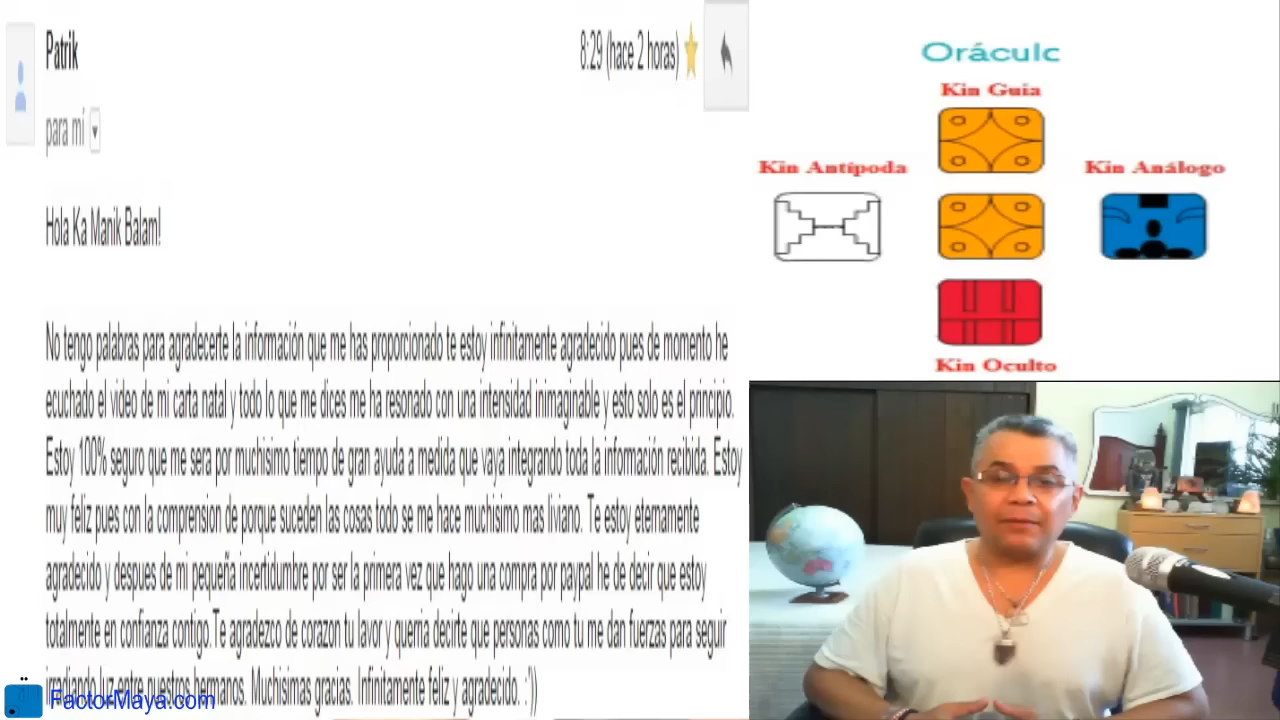 Patrik
8:29 (hace 2 horas)
para mí
Hola Ka Manik Balam!
No tengo palabras para agradecerte la información que me has proporcionado te estoy infinitamente agradecido pues de momento he
ecuchado el video de mi carta natal y todo lo que me dices me ha resonado con una intensidad inimaginable y esto solo es el principio.
Estoy 100% seguro que me sera por muchisimo tiempo de gran ayuda a medida que vaya integrando toda la información recibida. Estoy
muy feliz pues con la comprension de porque suceden las cosas todo se me hace muchisimo mas liviano. Te estoy eternamente
agradecido y despues de mi pequeña incertidumbre por ser la primera vez que hago una compra por paypal he de decir que estoy
totalmente en confianza contigo.Te agradezco de corazon tu lavor y querria decirte que personas como tu me dan fuerzas para seguir
irradiando luz entre nuestros hermanos. Muchisimas gracias. Infinitamente feliz y agradecido. :'))
FactorMaya.com
Orácul
Kin Guia
Kin Antípoda
Kin Análogo
Kin Oculto